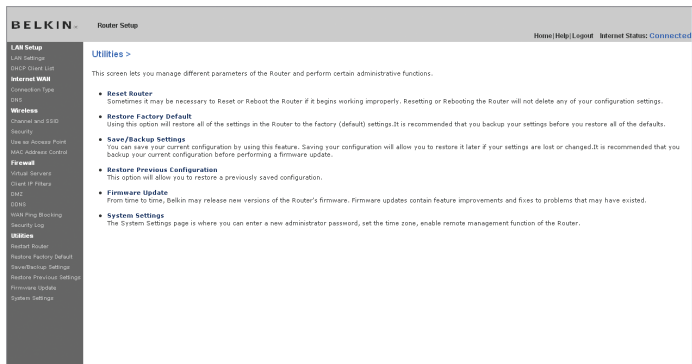 BELKIN
Router Setup
Home|Help|Logout Internet Status: Connected
LAN Setup
LAN Settings
DHCP Client List
Internet WAN
Connection Type
DNS
Wireless
Channel and SSID
Security
Use as Access Point
MAC Address Control
Firewall
Virtual Servers
Client IP Filters
DMZ
DDNS
WAN Ping Blocking
Security Log
Utilities
Restart Router
Restore Factory Default
Save/Backup Settings
Restore Previous Settings
Firmware Update
System Settings
Utilities >
This screen lets you manage different parameters of the Router and perform certain administrative functions.
• Reset Router
Sometimes it may be necessary to Reset or Reboot the Router if it begins working improperly. Resetting or Rebooting the Router will not delete any of your configuration settings.
• Restore Factory Default
Using this option will restore all of the settings in the Router to the factory (default) settings.It is recommended that you backup your settings before you restore all of the defaults.
• Save/Backup Settings
You can save your current configuration by using this feature. Saving your configuration will allow you to restore it later if your settings are lost or changed.It is recommended that you
backup your current configuration before performing a firmware update.
• Restore Previous Configuration
This option will allow you to restore a previously saved configuration.
• Firmware Update
From time to time, Belkin may release new versions of the Router's firmware. Firmware updates contain feature improvements and fixes to problems that may have existed.
• System Settings
The System Settings page is where you can enter a new administrator password, set the time zone, enable remote management function of the Router.